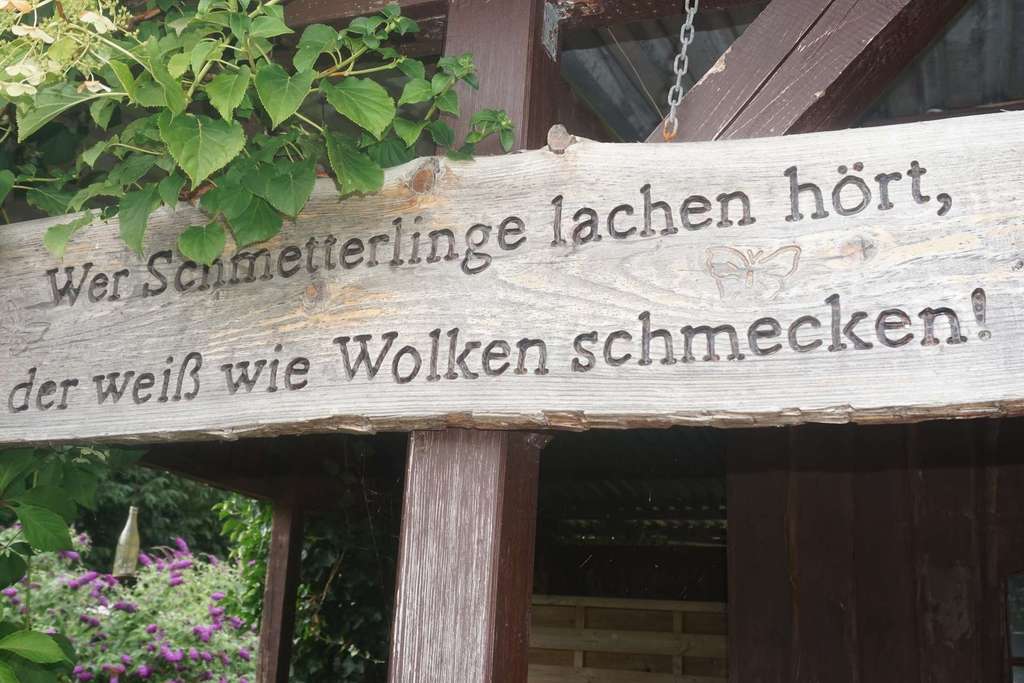 Wer Schmetterlinge lachen hört,
der weiß wie Wolken schmecken!